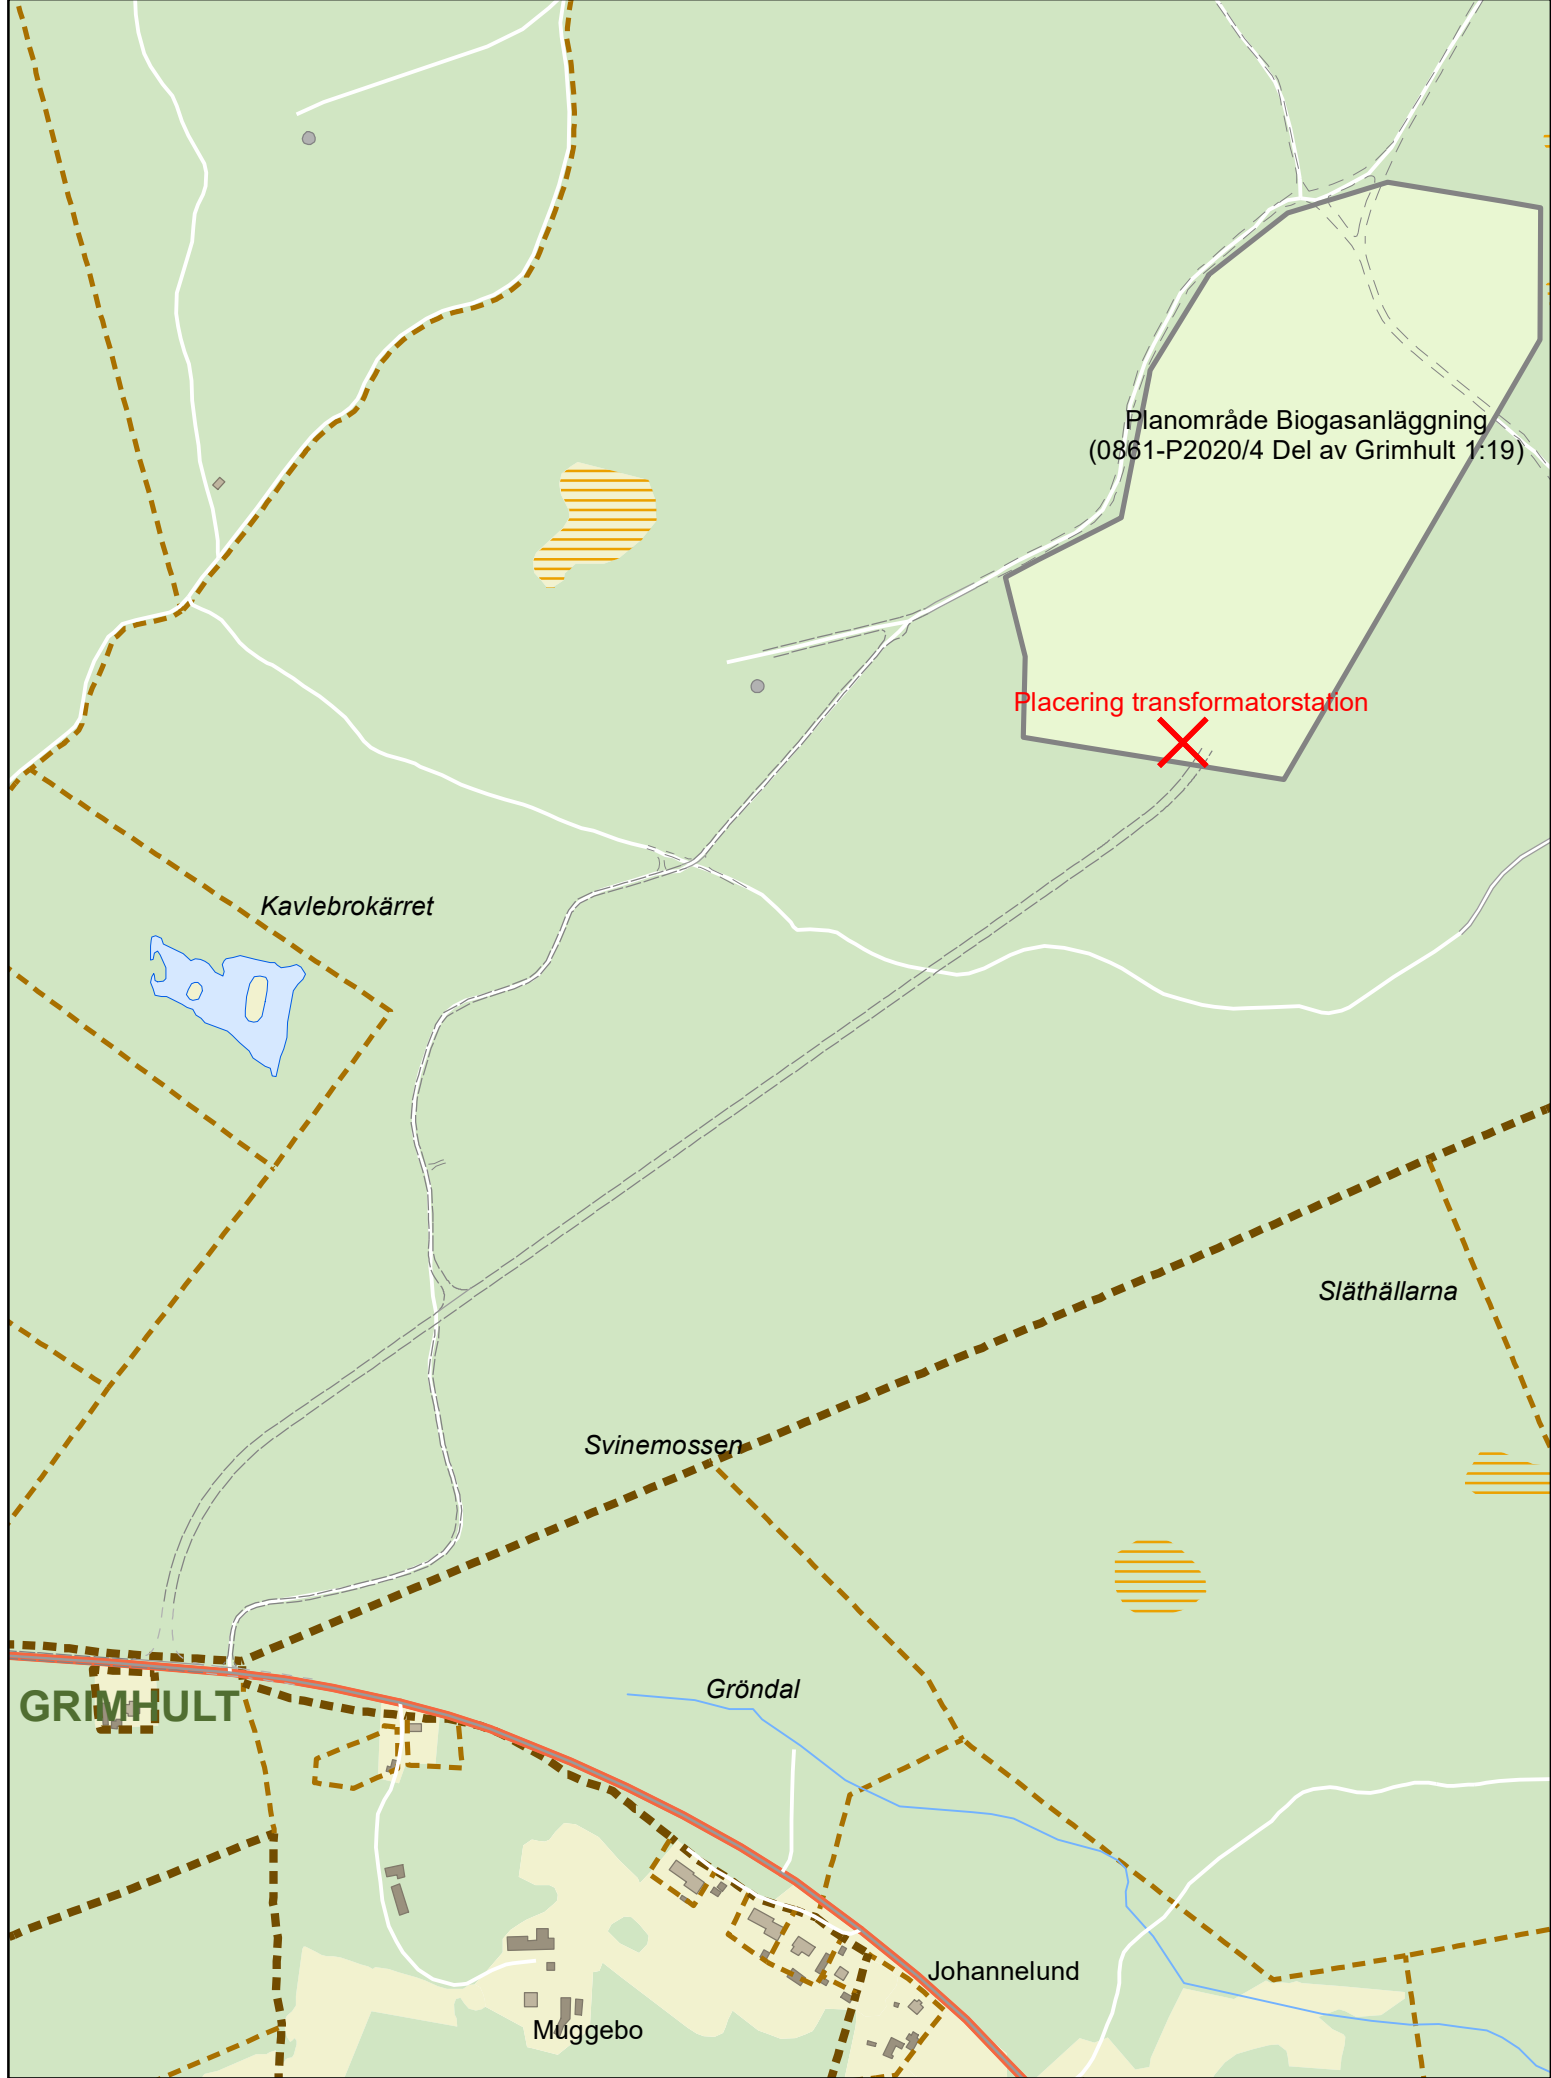 Planområde Biogasanläggning
(0861-P2020/4 Del av Grimhult 1:19)
Placering transformatorstation
Kavlebrokärret
Släthällarna
Svinemossen
Gröndal
GRIMHULT
Johannelund
Muggebo